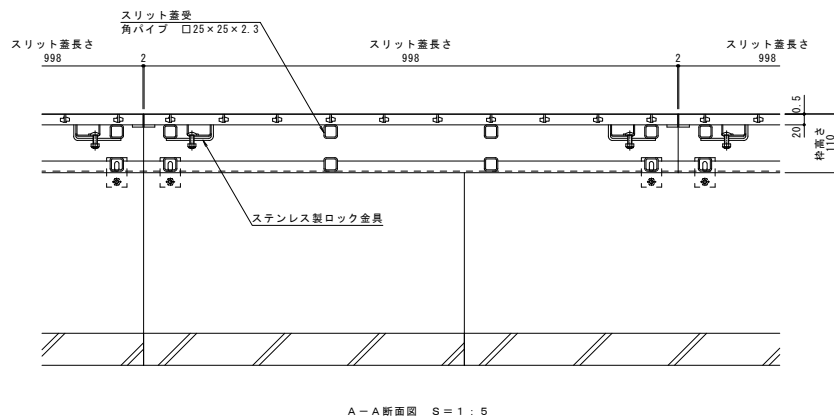 スリット蓋受
角パイプ 口25×25×2.3
スリット蓋長さ
998
2
スリット蓋長さ
998
2
スリット蓋長さ
998
0.5
20
枠高さ
110
ステンレス製ロック金具
A－A断面図 S＝1：5